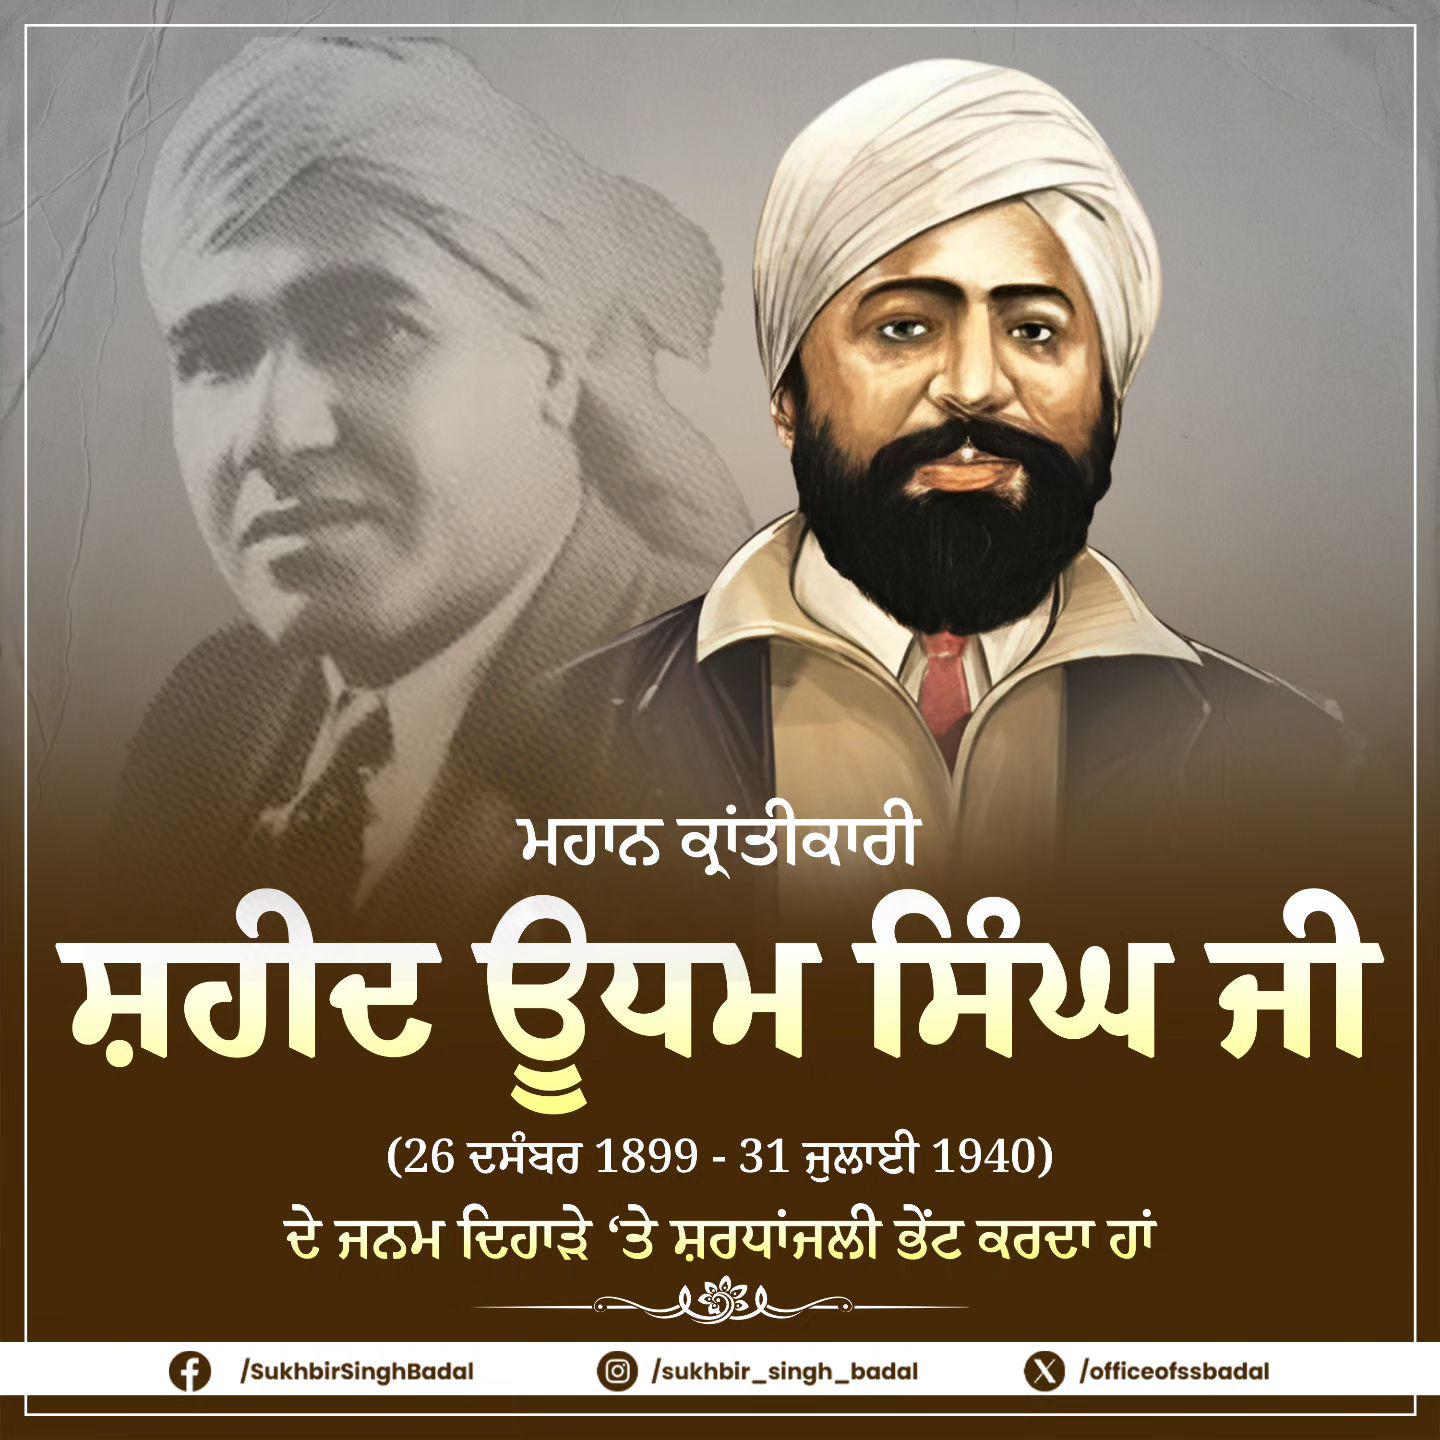 ਮਹਾਨ ਕ੍ਰਾਂਤੀਕਾਰੀ
ਸ਼ਹੀਦ ਊਧਮ ਸਿੰਘ ਜੀ
(26 ਦਸੰਬਰ 1899 - 31 ਜੁਲਾਈ 1940)
ਦੇ ਜਨਮ ਦਿਹਾੜੇ ‘ਤੇ ਸ਼ਰਧਾਂਜਲੀ ਭੇਂਟ ਕਰਦਾ ਹਾਂ
/SukhbirSinghBadal /sukhbir_singh_badal /officeofssbadal